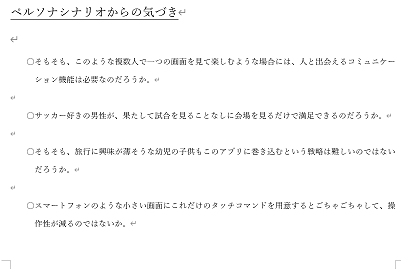 ペルソナシナリオからの気づき
〇そもそも、このような複数人で一つの画面を見て楽しむような場合には、人と出会えるコミュニケー
ション機能は必要なのだろうか。
〇サッカー好きの男性が、果たして試合を見ることなしに会場を見るだけで満足できるのだろうか。
〇そもそも、旅行に興味が薄そうな幼児の子供もこのアプリに巻き込むという戦略は難しいのではない
だろうか。
〇スマートフォンのような小さい画面にこれだけのタッチコマンドを用意するとごちゃごちゃして、操
作性が減るのではないか。